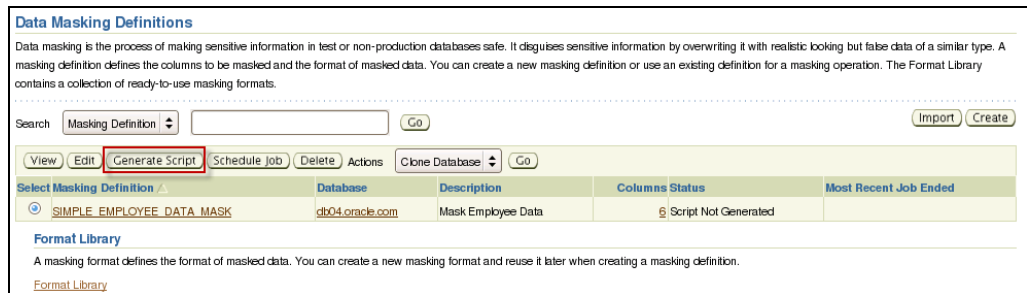 Data Masking Definitions
Data masking is the process of making sensitive information in test or non-production databases safe. It disguises sensitive information by overwriting it with realistic looking but false data of a similar type. A
masking definition defines the columns to be masked and the format of masked data. You can create a new masking definition or use an existing definition for a masking operation. The Format Library
contains a collection of ready-to-use masking formats.
Search Masking Definition Go Import Create
View Edit Generate Script Schedule Job Delete Actions Clone Database Go
Select Masking Definition Database Description Columns Status Most Recent Job Ended
SIMPLE_EMPLOYEE_DATA_MASK db04.oracle.com Mask Employee Data 6 Script Not Generated
Format Library
A masking format defines the format of masked data. You can create a new masking format and reuse it later when creating a masking definition.
Format Library